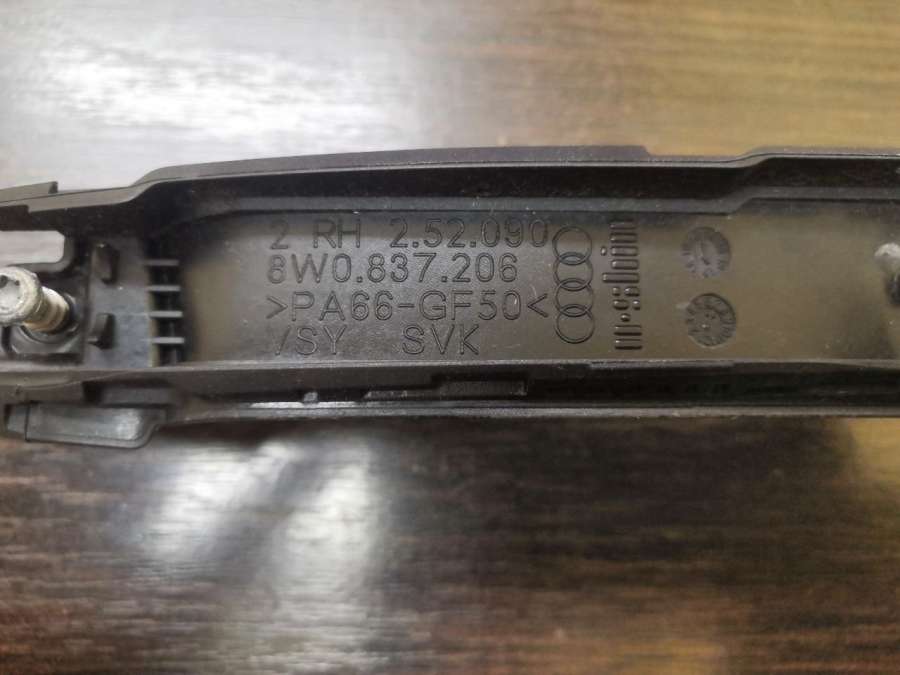 2 RH 2.52.090
8W0.837.206
>PA66-GF50<
/SY SVK